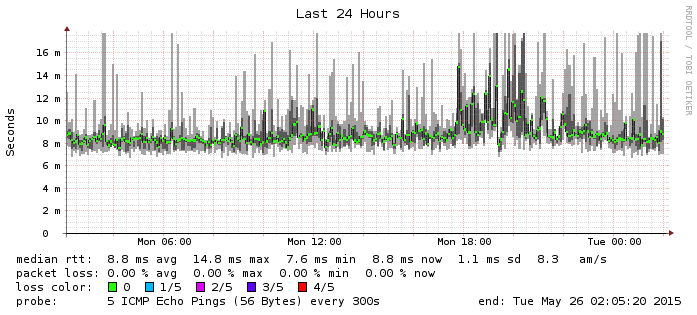 Last 24 Hours
RRDTOOL / TOBI OETIKER
Seconds
16 m
14 m
12 m
10 m
8 m
6 m
4 m
2 m
0
Mon 06:00 Mon 12:00 Mon 18:00 Tue 00:00
median rtt: 8.8 ms avg 14.8 ms max 7.6 ms min 8.8 ms now 1.1 ms sd 8.3 am/s
packet loss: 0.00 % avg 0.00 % max 0.00 % min 0.00 % now
loss color: 0 1/5 2/5 3/5 4/5
probe: 5 ICMP Echo Pings (56 Bytes) every 300s end: Tue May 26 02:05:20 2015